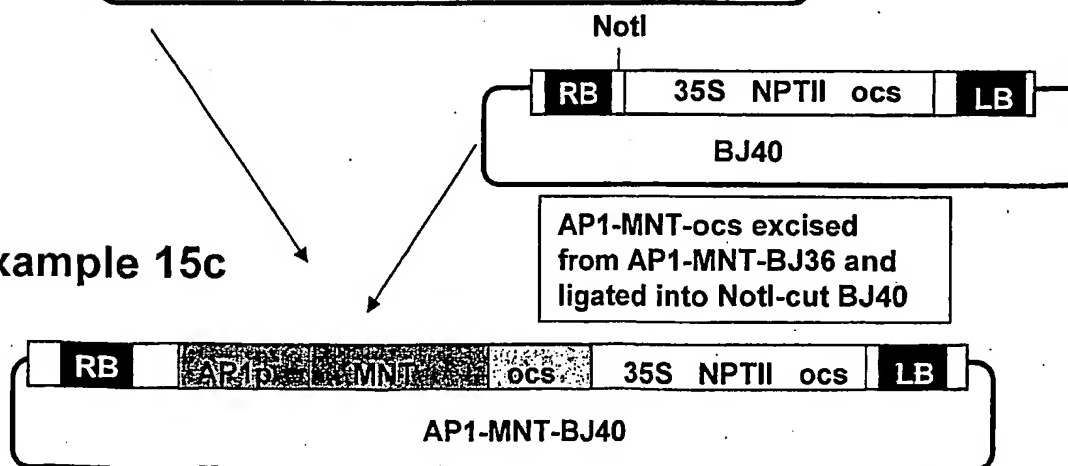 NotI
RB 35S NPTII ocs LB
BJ40
AP1-MNT-ocs excised
from AP1-MNT-BJ36 and
ligated into NotI-cut BJ40
xample 15c
RB AP1p MNT ocs 35S NPTII ocs LB
AP1-MNT-BJ40